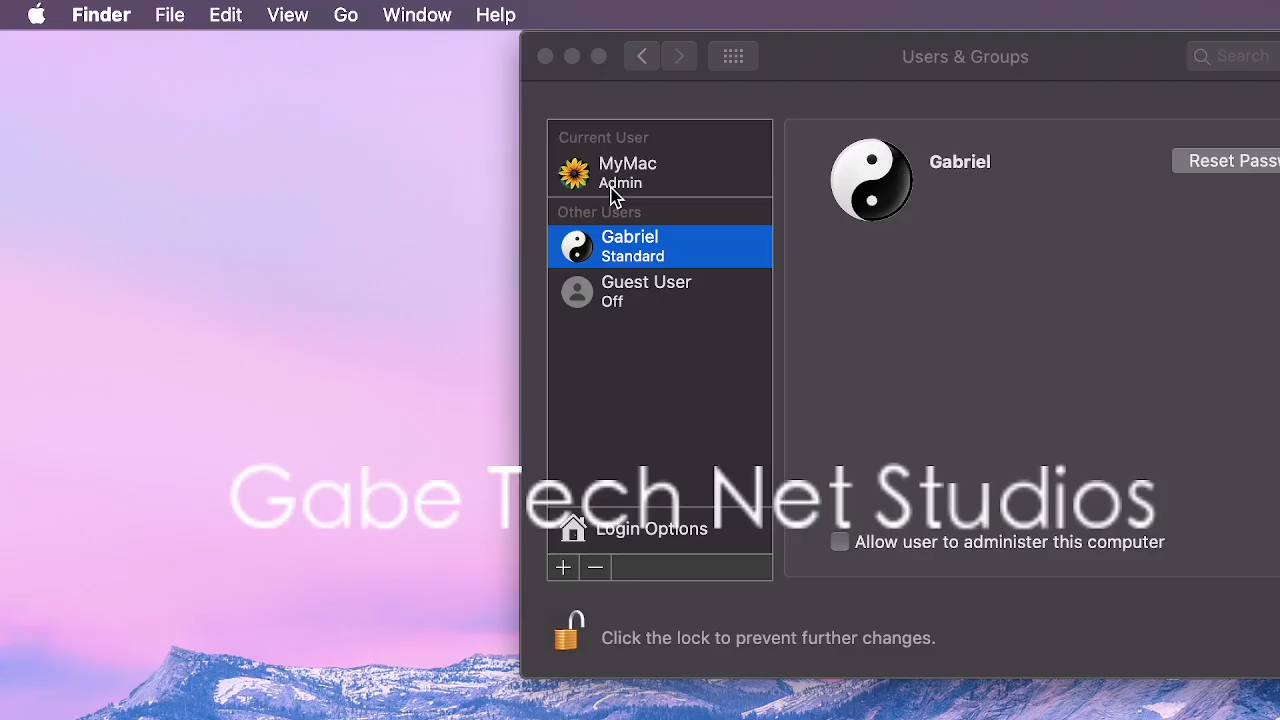 Finder File Edit View Go Window Help
Users & Groups
Search
Current User
MyMac
Admin
Other Users
Gabriel
Standard
Guest User
Off
Gabriel
Reset Passw
Gabe Tech Net Studios
Login Options
Allow user to administer this computer
Click the lock to prevent further changes.